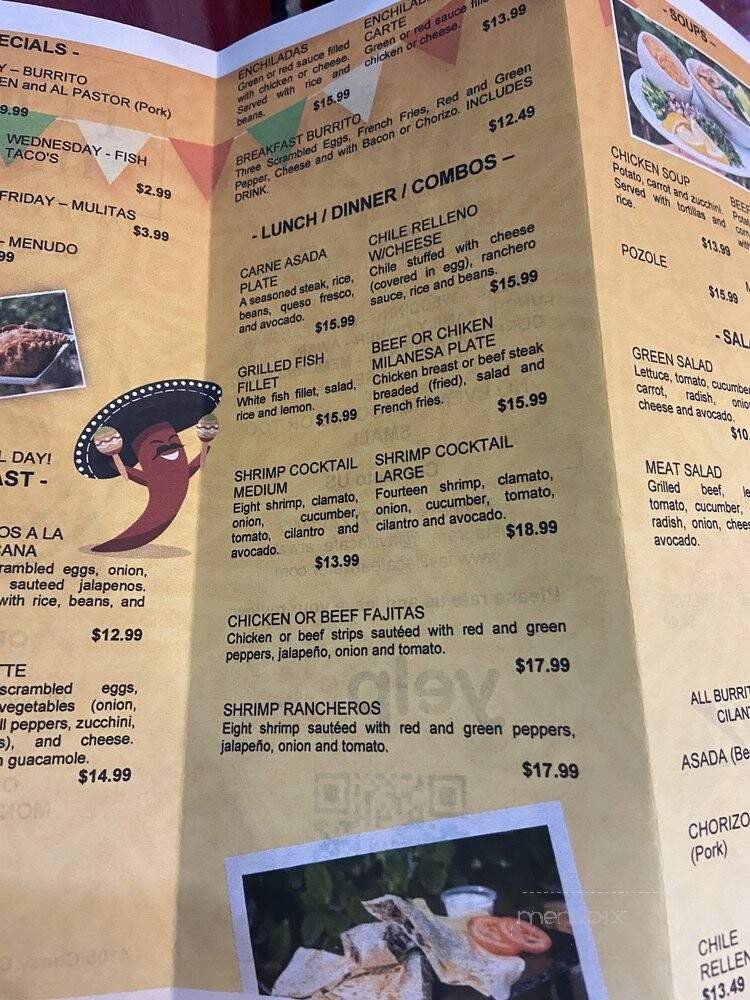 ECIALS -
Y – BURRITO
EN and AL PASTOR (Pork)
9.99
WEDNESDAY - FISH
TACO'S
$2.99
FRIDAY – MULITAS
$3.99
- MENUDO
99
L DAY!
AST -
OS A LA
CANA
rambled eggs, onion,
sauteed jalapenos.
with rice, beans, and
$12.99
TTE
scrambled eggs,
vegetables (onion,
ll peppers, zucchini,
s), and cheese.
n guacamole.
$14.99
ENCHILADAS
Green or red sauce filled
with chicken or cheese.
Served with rice and
beans.
$15.99
CARTE
Green or red sauce
chicken or cheese.
$13.99
BREAKFAST BURRITO
Three Scrambled Eggs, French Fries, Red and Green
Pepper, Cheese and with Bacon or Chorizo. INCLUDES
DRINK.
$12.49
- LUNCH / DINNER / COMBOS –
CARNE ASADA
PLATE
A seasoned steak, rice,
beans, queso fresco,
and avocado.
$15.99
CHILE RELLENO
W/CHEESE
Chile stuffed with cheese
(covered in egg), ranchero
sauce, rice and beans.
$15.99
GRILLED FISH
FILLET
White fish fillet, salad,
rice and lemon.
$15.99
BEEF OR CHIKEN
MILANESA PLATE
Chicken breast or beef steak
breaded (fried), salad and
French fries.
$15.99
SHRIMP COCKTAIL
MEDIUM
Eight shrimp, clamato,
onion, cucumber,
tomato, cilantro and
avocado.
$13.99
SHRIMP COCKTAIL
LARGE
Fourteen shrimp, clamato,
onion, cucumber, tomato,
cilantro and avocado.
$18.99
CHICKEN OR BEEF FAJITAS
Chicken or beef strips sautéed with red and green
peppers, jalapeño, onion and tomato.
$17.99
SHRIMP RANCHEROS
Eight shrimp sautéed with red and green peppers,
jalapeño, onion and tomato.
$17.99
- SOUPS -
CHICKEN SOUP
Potato, carrot and zucchini.
Served with tortillas and
rice.
$13.99
BEEF
POZOLE
$15.99
- SALA
GREEN SALAD
Lettuce, tomato, cucumber
carrot, radish, onio
cheese and avocado.
$10.
MEAT SALAD
Grilled beef, le
tomato, cucumber,
radish, onion, chees
avocado.
ALL BURRIT
CILANT
ASADA (Be
CHORIZO
(Pork)
CHILE
RELLEN
$13.49
menupix